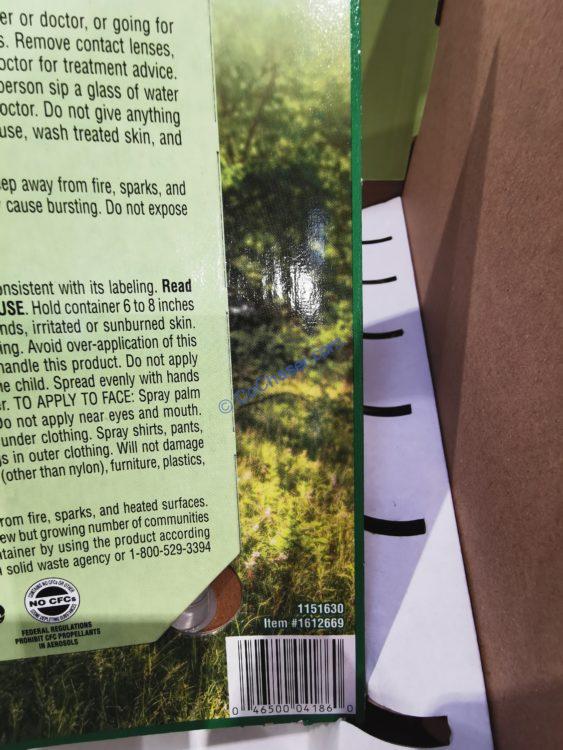 er or doctor, or going for
s. Remove contact lenses,
octor for treatment advice.
person sip a glass of water
octor. Do not give anything
use, wash treated skin, and
eep away from fire, sparks, and
cause bursting. Do not expose
onsistent with its labeling. Read
USE. Hold container 6 to 8 inches
nds, irritated or sunburned skin.
ing. Avoid over-application of this
handle this product. Do not apply
he child. Spread evenly with hands
er. TO APPLY TO FACE: Spray palm
Do not apply near eyes and mouth.
under clothing. Spray shirts, pants,
gs in outer clothing. Will not damage
(other than nylon), furniture, plastics,
rom fire, sparks, and heated surfaces.
ew but growing number of communities
ntainer by using the product according
solid waste agency or 1-800-529-3394
NO CFCs
FEDERAL REGULATIONS
PROHIBIT CFC PROPELLANTS
IN AEROSOLS
1151630
Item #1612669
0 46500 04186 0
© CoChaser.com